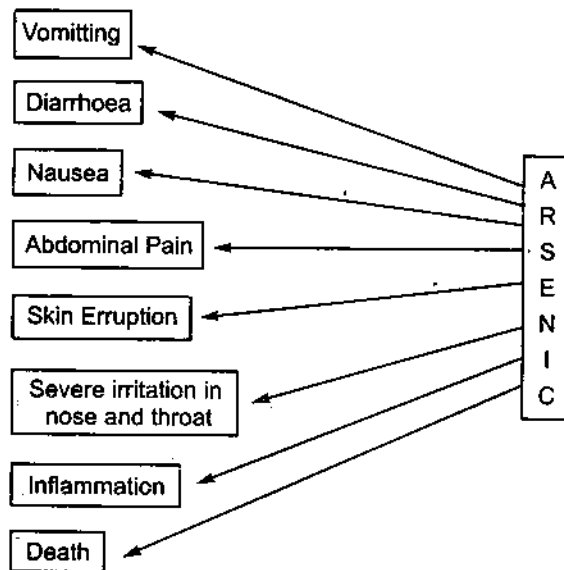 Vomitting
Diarrhoea
Nausea
Abdominal Pain
Skin Erruption
Severe irritation in
nose and throat
Inflammation
Death
A
R
S
E
N
I
C